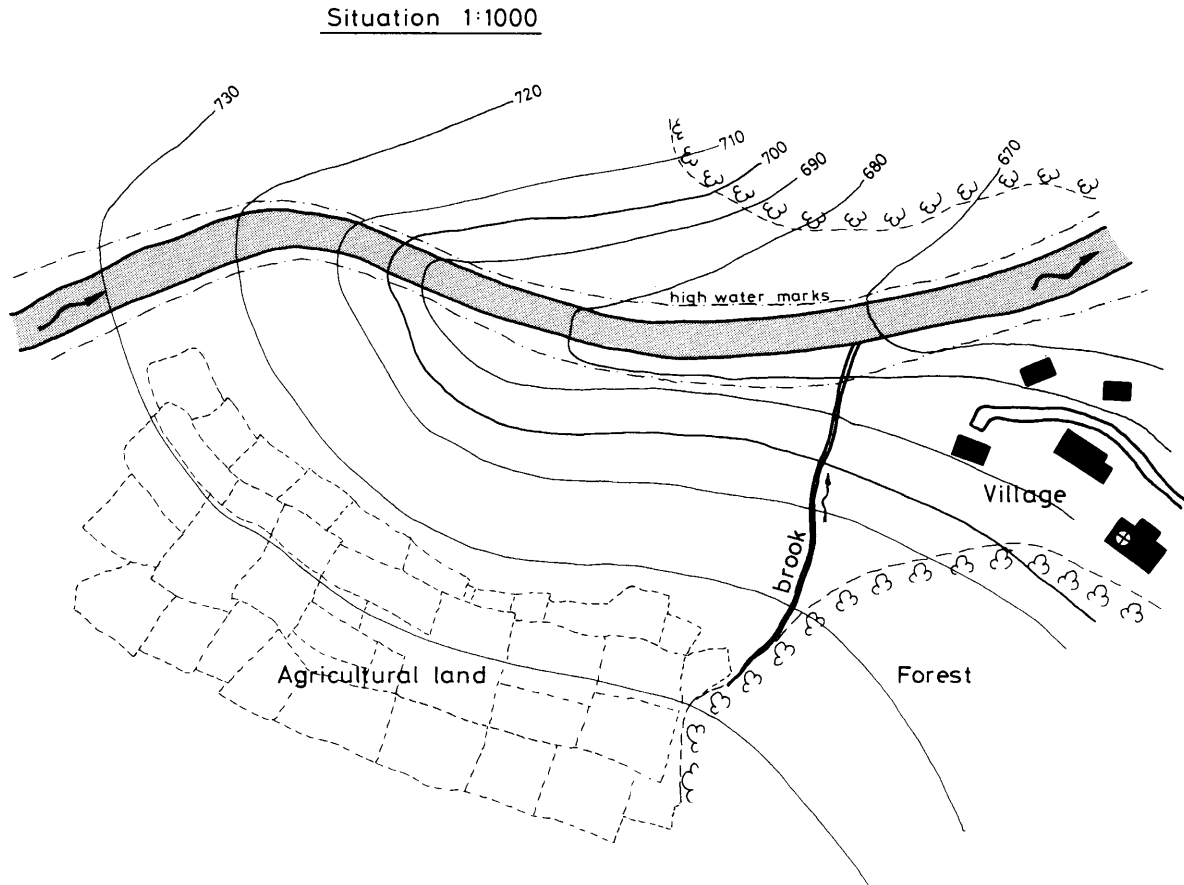 Situation 1:1000
730
720
710
700
690
680
670
high water marks
Village
brook
Agricultural land
Forest